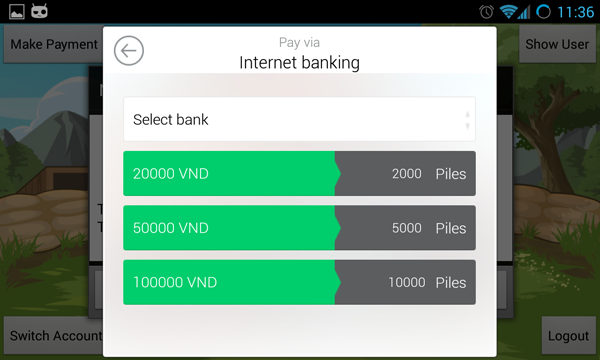 11:36
Make Payment
Pay via
Internet banking
Show User
Select bank
20000 VND 2000 Piles
50000 VND 5000 Piles
100000 VND 10000 Piles
Switch Account
Logout